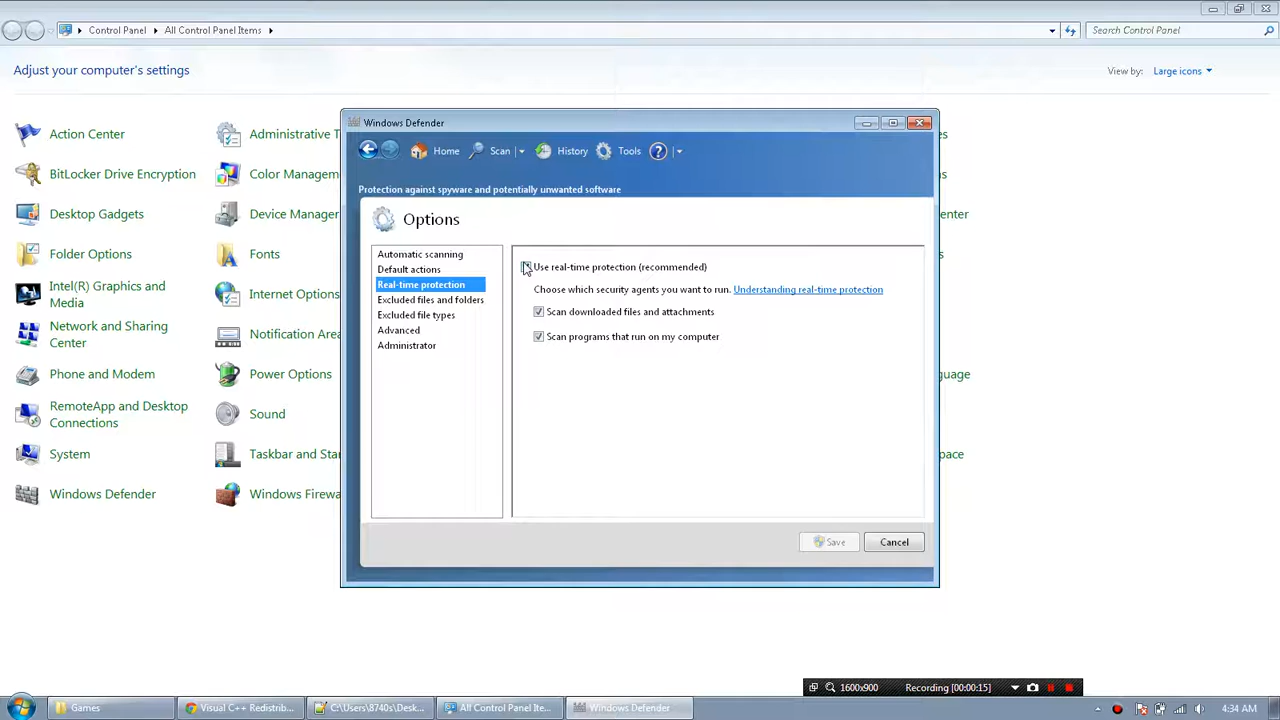 Control Panel
All Control Panel Items
Search Control Panel
Adjust your computer's settings
View by:
Large icons
Action Center
Administrative T
BitLocker Drive Encryption
Color Managem
Desktop Gadgets
Device Manager
Folder Options
Fonts
Intel(R) Graphics and
Media
Internet Options
Network and Sharing
Center
Notification Area
Phone and Modem
Power Options
RemoteApp and Desktop
Connections
Sound
System
Taskbar and Sta
Windows Defender
Windows Firewa
es
enter
nguage
pace
Windows Defender
Home
Scan
History
Tools
Protection against spyware and potentially unwanted software
Options
Automatic scanning
Default actions
Real-time protection
Excluded files and folders
Excluded file types
Advanced
Administrator
Use real-time protection (recommended)
Choose which security agents you want to run. Understanding real-time protection
Scan downloaded files and attachments
Scan programs that run on my computer
Save
Cancel
1600x900
Recording [00:00:15]
Games
Visual C++ Redistrib...
C:\Users\8740s\Desk...
All Control Panel Ite...
Windows Defender
4:34 AM